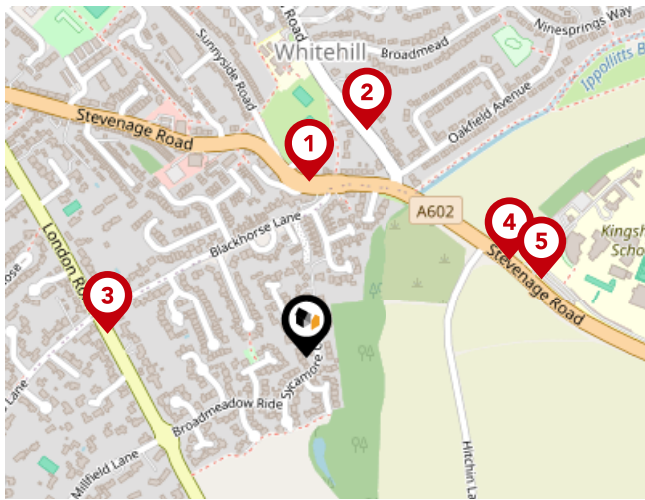 Ninesprings Way
Road
Broadmead
Whitehill
Sunnyside Road
Ippollitts B
2
Oakfield Avenue
Stevenage Road
1
A602
Blackhorse Lane
4
5
Kingsh
Schoo
Stevenage Road
London Ro
3
Sycamore
Broadmeadow Ride
Millfield Lane
Lane
Hitchin La